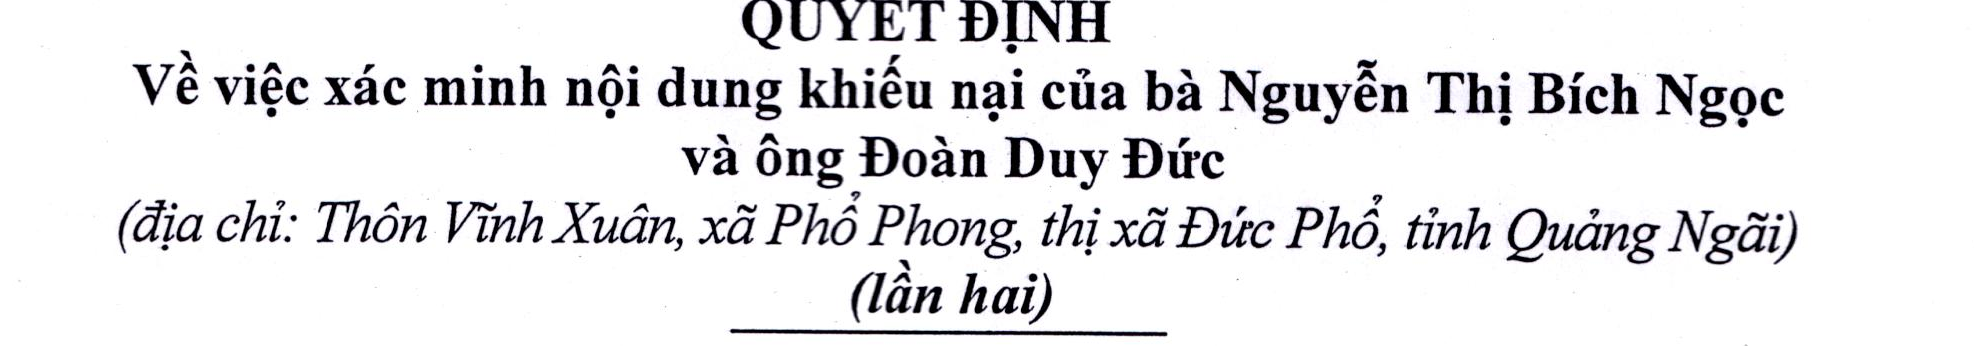 QUYẾT ĐỊNH
Về việc xác minh nội dung khiếu nại của bà Nguyễn Thị Bích Ngọc
và ông Đoàn Duy Đức
(địa chỉ: Thôn Vĩnh Xuân, xã Phổ Phong, thị xã Đức Phổ, tỉnh Quảng Ngãi)
(lần hai)